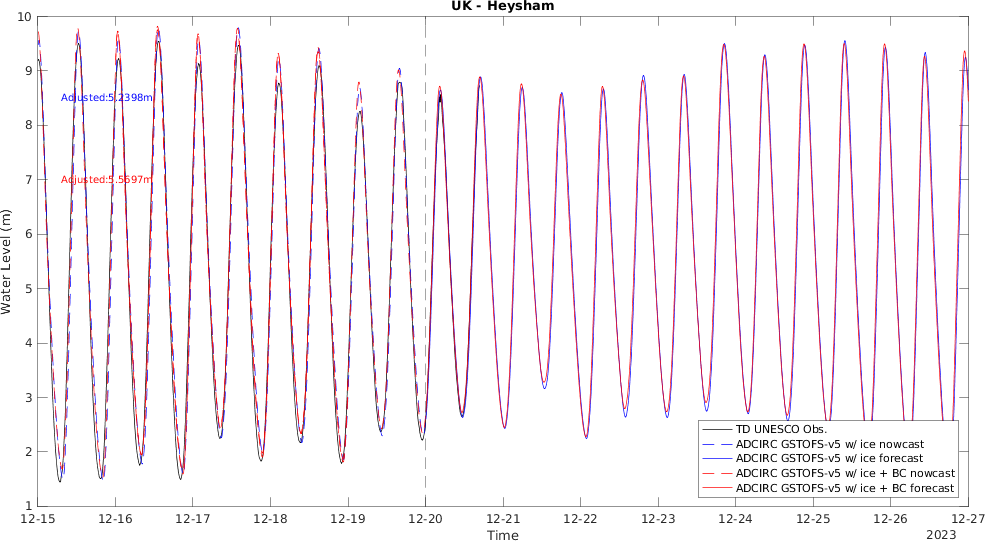 UK - Heysham
10
9
8
7
6
5
4
3
2
1
Water Level (m)
Adjusted:5.2398m
Adjusted:5.5697m
TD UNESCO Obs.
ADCIRC GSTOFS-v5 w/ ice nowcast
ADCIRC GSTOFS-v5 w/ ice forecast
ADCIRC GSTOFS-v5 w/ ice + BC nowcast
ADCIRC GSTOFS-v5 w/ ice + BC forecast
12-15 12-16 12-17 12-18 12-19 12-20 12-21 12-22 12-23 12-24 12-25 12-26 12-27
Time
2023